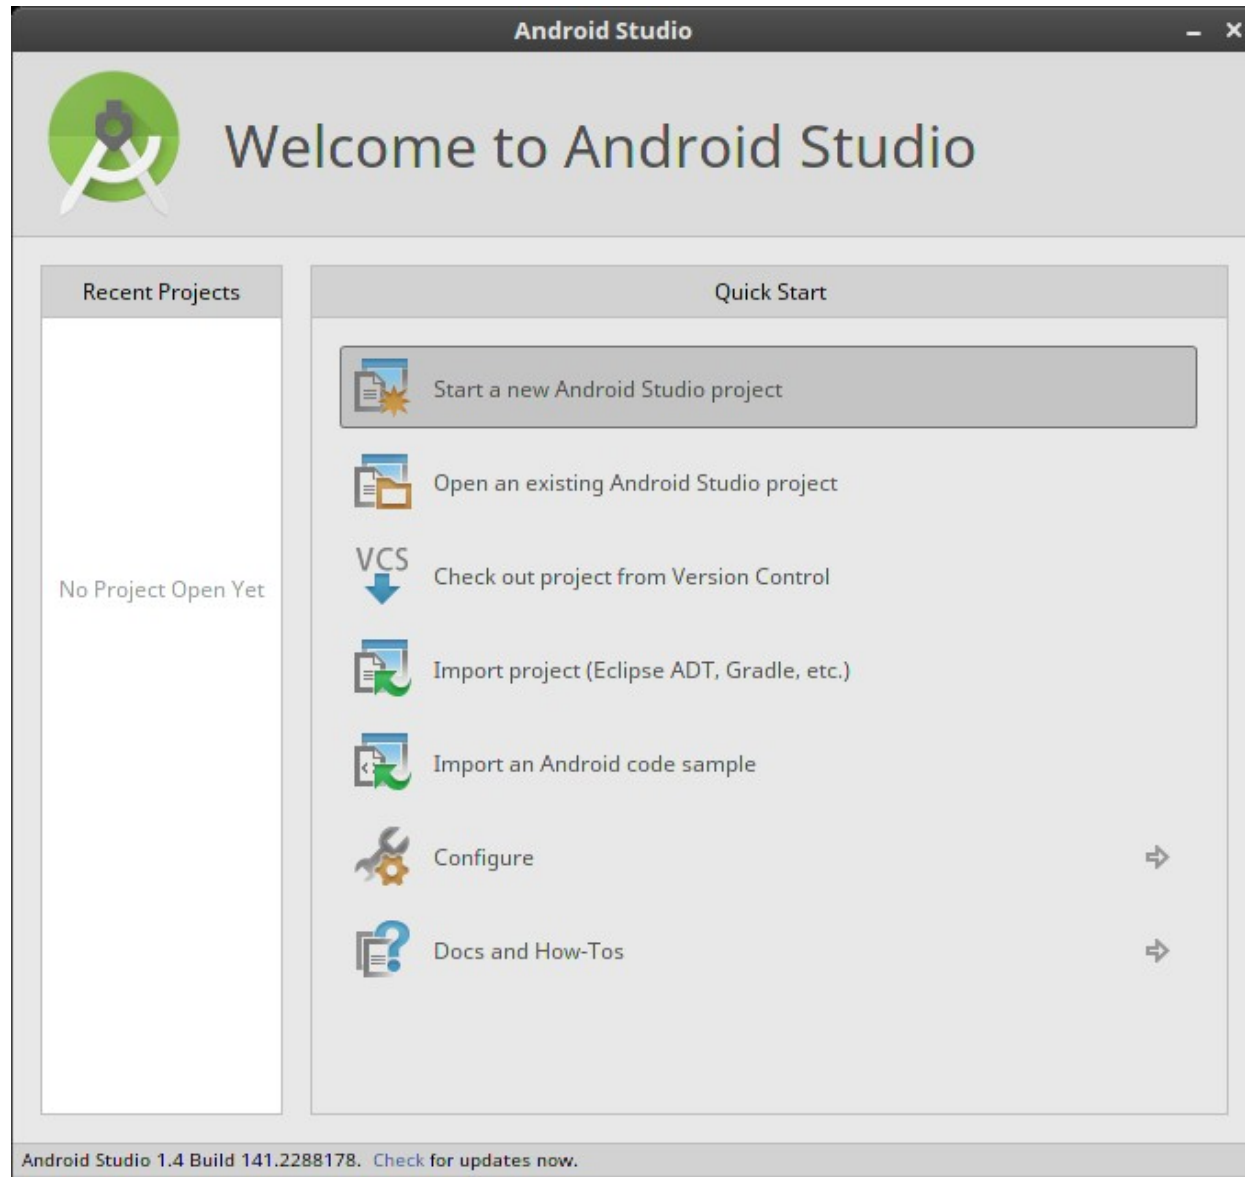 Android Studio
Welcome to Android Studio
Recent Projects
No Project Open Yet
Quick Start
Start a new Android Studio project
Open an existing Android Studio project
VCS
Check out project from Version Control
Import project (Eclipse ADT, Gradle, etc.)
Import an Android code sample
Configure
Docs and How-Tos
Android Studio 1.4 Build 141.2288178. Check for updates now.